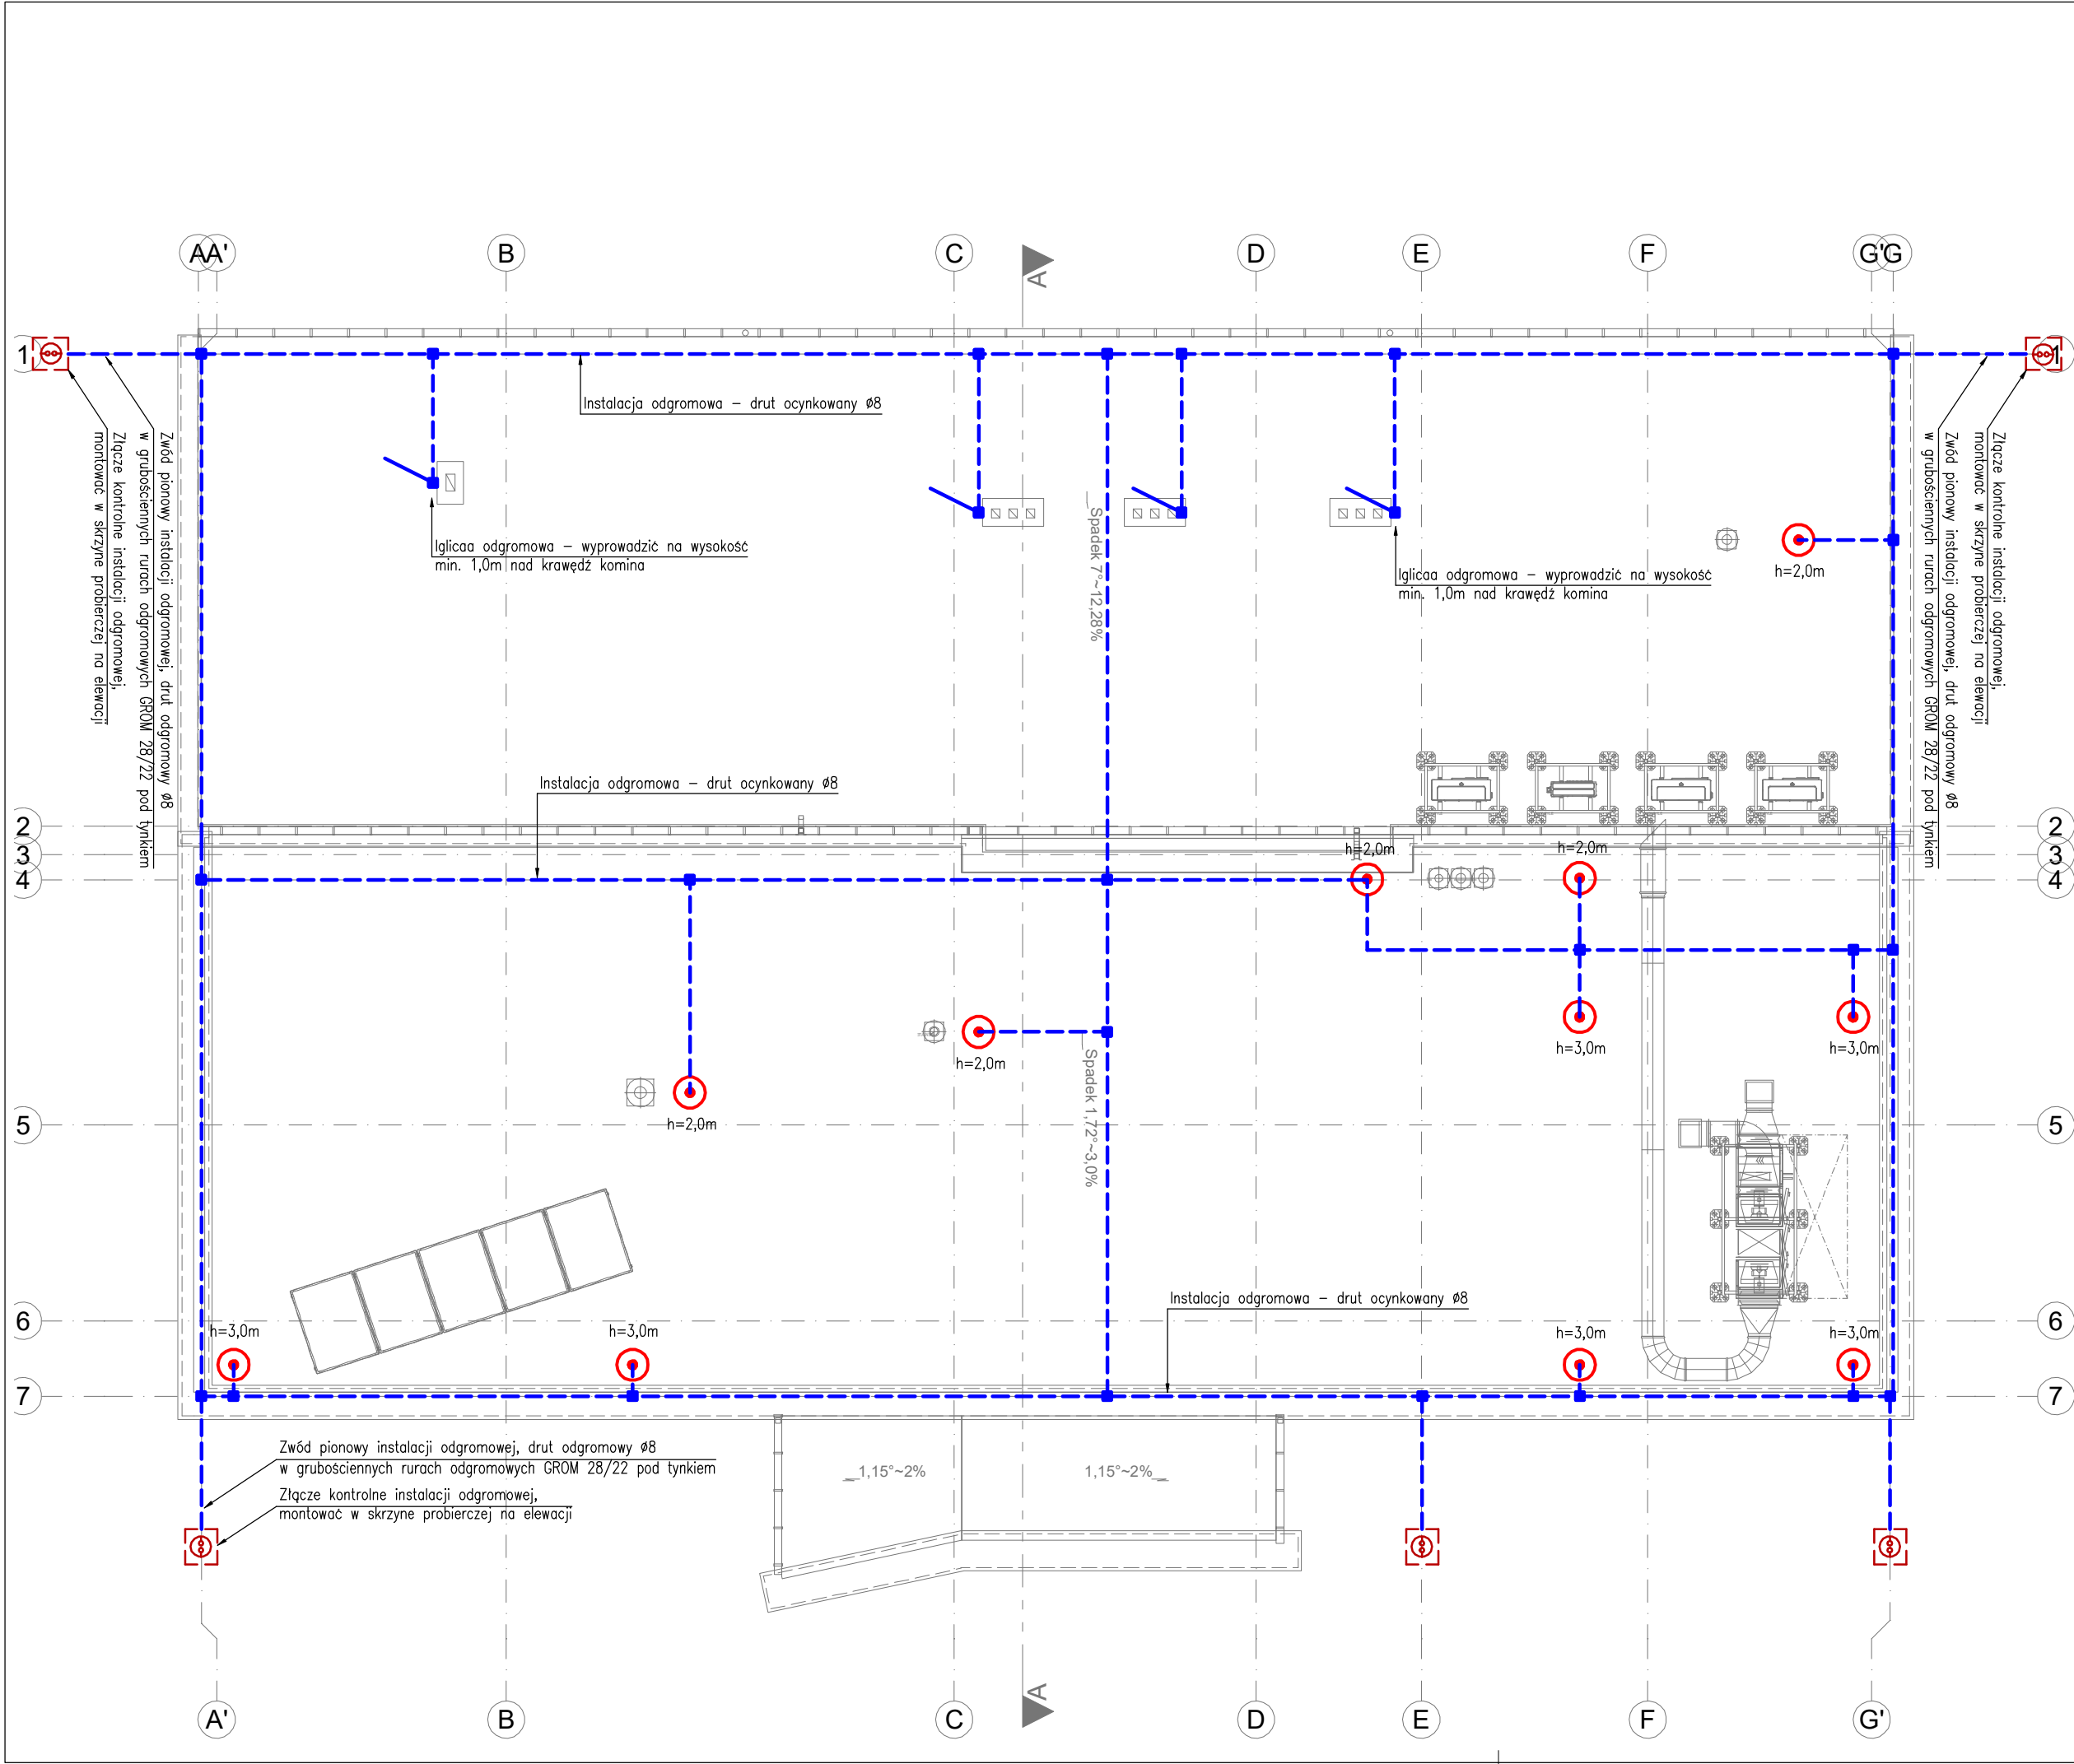 A
A'
B
C
A
D
E
F
G'
G
1
1
Instalacja odgromowa – drut ocynkowany ø8
Zwód pionowy instalacji odgromowej, drut odgromowy ø8
w grubościennych rurach odgromowych GROM 28/22 pod tynkiem
Złącze kontrolne instalacji odgromowej,
montować w skrzyne probierczej na elewacji
Złącze kontrolne instalacji odgromowej,
montować w skrzyne probierczej na elewacji
Zwód pionowy instalacji odgromowej, drut odgromowy ø8
w grubościennych rurach odgromowych GROM 28/22 pod tynkiem
Iglicaa odgromowa – wyprowadzić na wysokość
min. 1,0m nad krawędź komina
Spadek 7°~12,28%
Iglicaa odgromowa – wyprowadzić na wysokość
min. 1,0m nad krawędź komina
h=2,0m
Instalacja odgromowa – drut ocynkowany ø8
2
2
3
3
4
4
h=2,0m
h=2,0m
h=2,0m
h=3,0m
h=3,0m
h=2,0m
Spadek 1,72°~3,0%
5
5
Instalacja odgromowa – drut ocynkowany ø8
6
6
h=3,0m
h=3,0m
h=3,0m
h=3,0m
7
7
Zwód pionowy instalacji odgromowej, drut odgromowy ø8
w grubościennych rurach odgromowych GROM 28/22 pod tynkiem
Złącze kontrolne instalacji odgromowej,
montować w skrzyne probierczej na elewacji
1,15°~2%
1,15°~2%
A'
B
C
A
D
E
F
G'